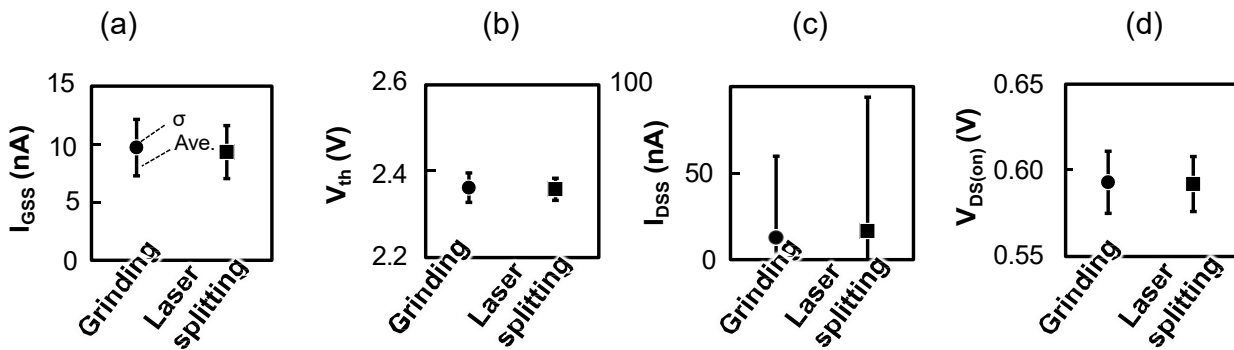 (a)
15
10
5
0
I_GSS (nA)
σ
Ave.
Grinding
Laser
splitting
(b)
2.6
2.4
2.2
V_th (V)
Grinding
Laser
splitting
(c)
100
50
0
I_DSS (nA)
Grinding
Laser
splitting
(d)
0.65
0.60
0.55
V_DS(on) (V)
Grinding
Laser
splitting